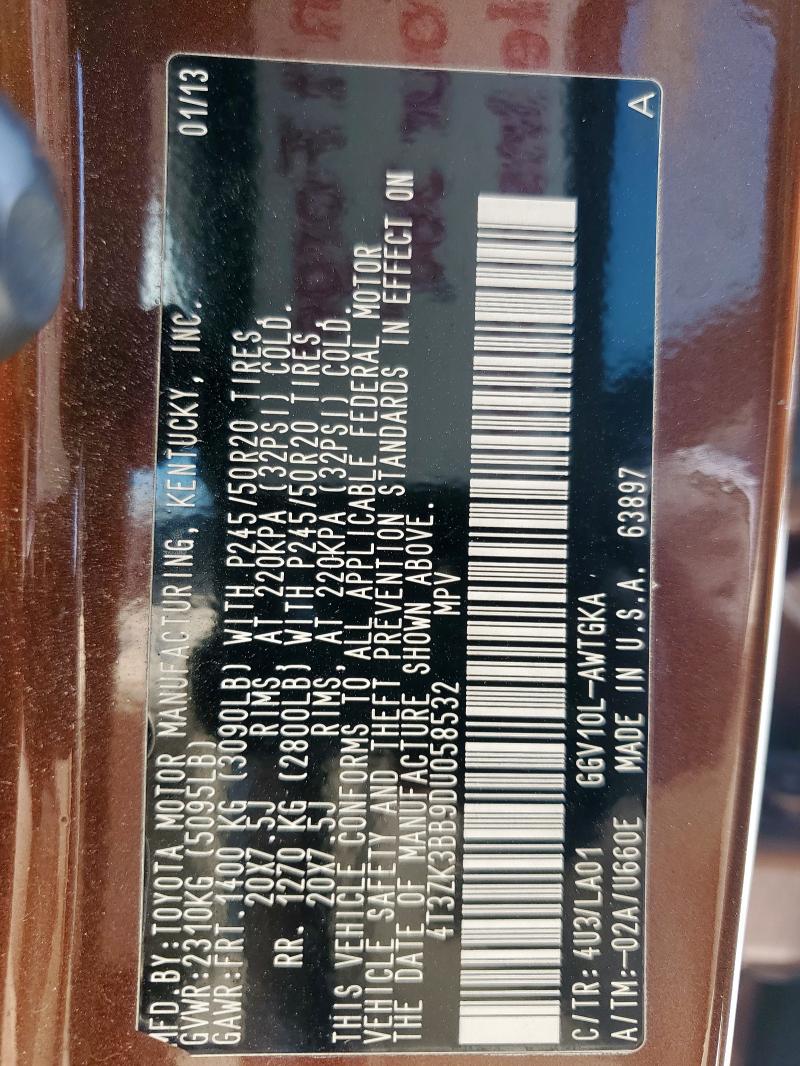 MFD.BY:TOYOTA MOTOR MANUFACTURING, KENTUCKY, INC. 01/13
GVWR:2310KG (5095LB)
GAWR:FRT.1400 KG (3090LB) WITH P245/50R20 TIRES
20X7.5J RIMS, AT 220KPA (32PSI) COLD.
RR. 1270 KG (2800LB) WITH P245/50R20 TIRES
20X7.5J RIMS, AT 220KPA (32PSI) COLD.
THIS VEHICLE CONFORMS TO ALL APPLICABLE FEDERAL MOTOR
VEHICLE SAFETY AND THEFT PREVENTION STANDARDS IN EFFECT ON
THE DATE OF MANUFACTURE SHOWN ABOVE.
4T3ZK3BB9DU058532 MPV
C/TR: 4U3/LA01 GGV10L-AWTGKA
A/TM:-02A/U660E MADE IN U.S.A. 63897 A